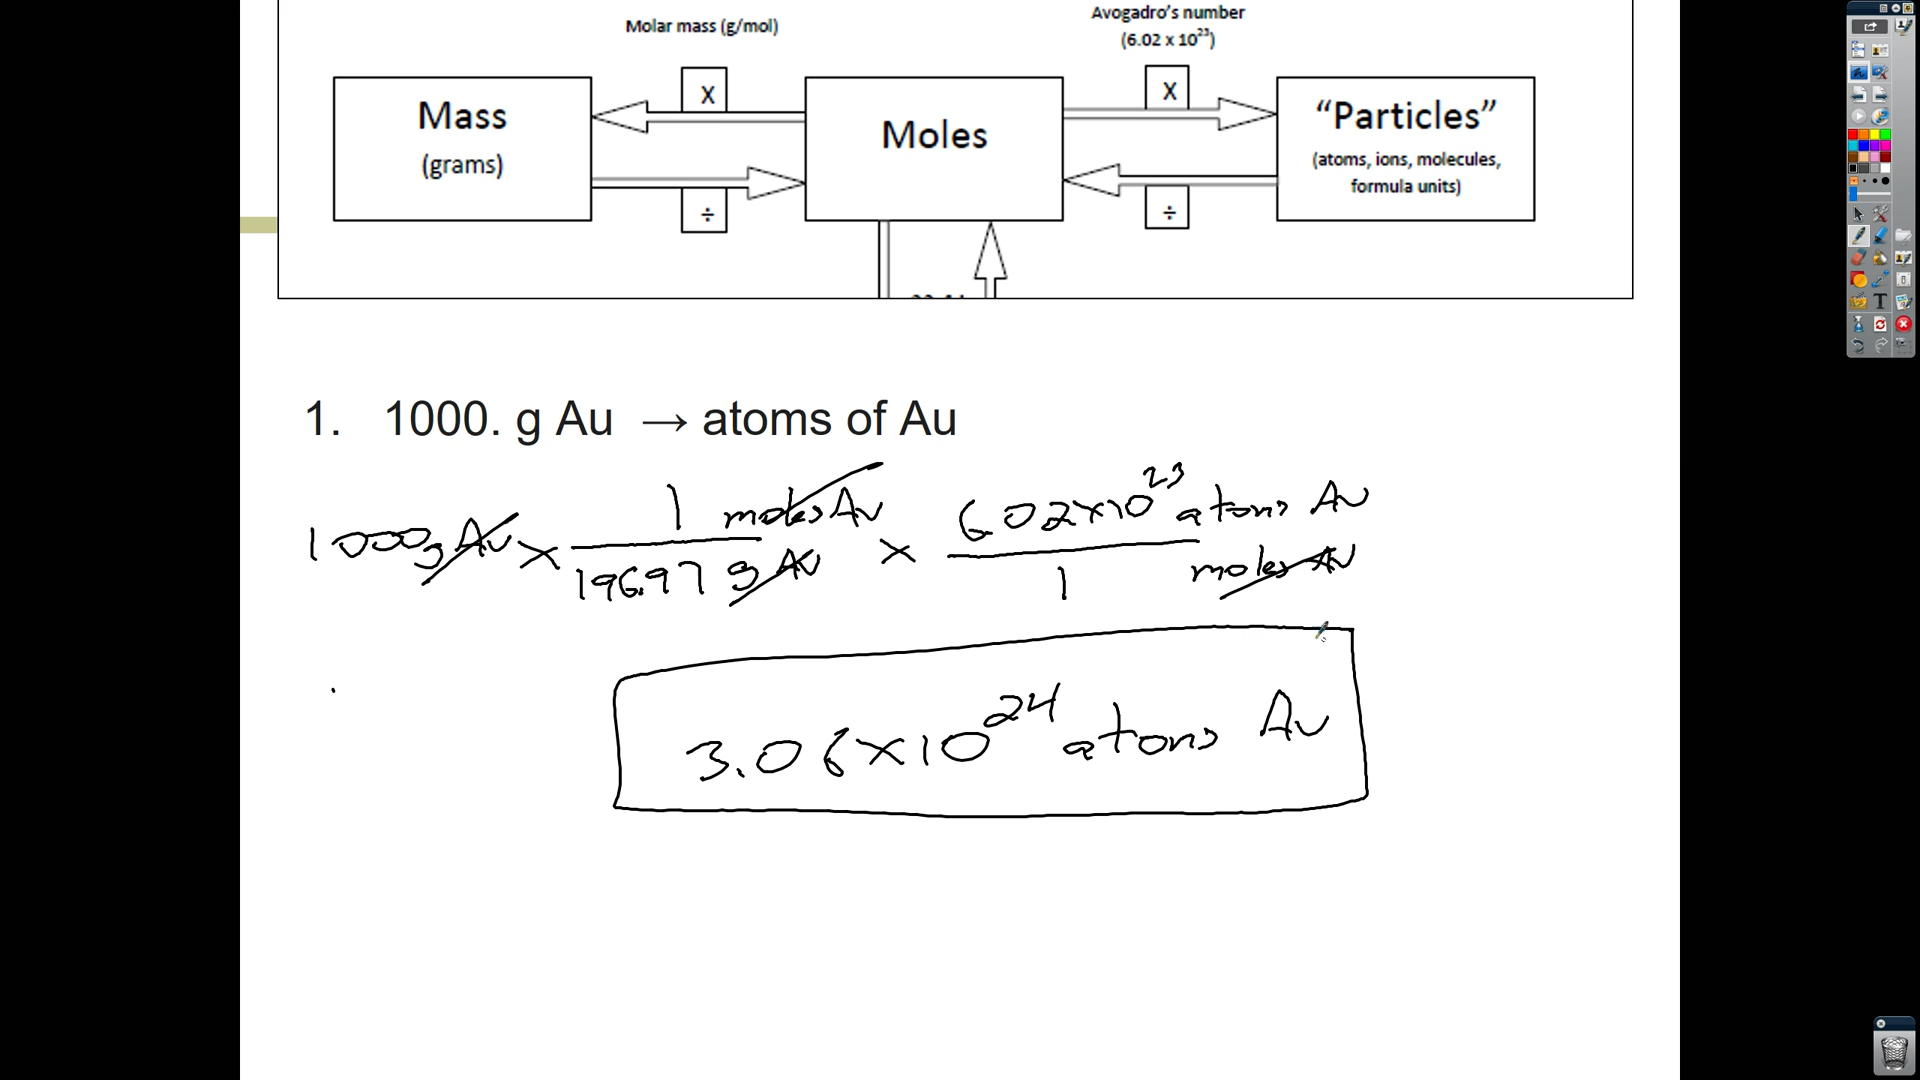 Molar mass (g/mol)
Avogadro's number
(6.02 x 10²³)
X
X
Mass
(grams)
Moles
“Particles”
(atoms, ions, molecules,
formula units)
÷
÷
1. 1000. g Au → atoms of Au
1000g Au × 1 moles Au / 196.97 g Au × 6.02×10²³ atoms Au / 1 moles Au
3.06×10²⁴ atoms Au
T